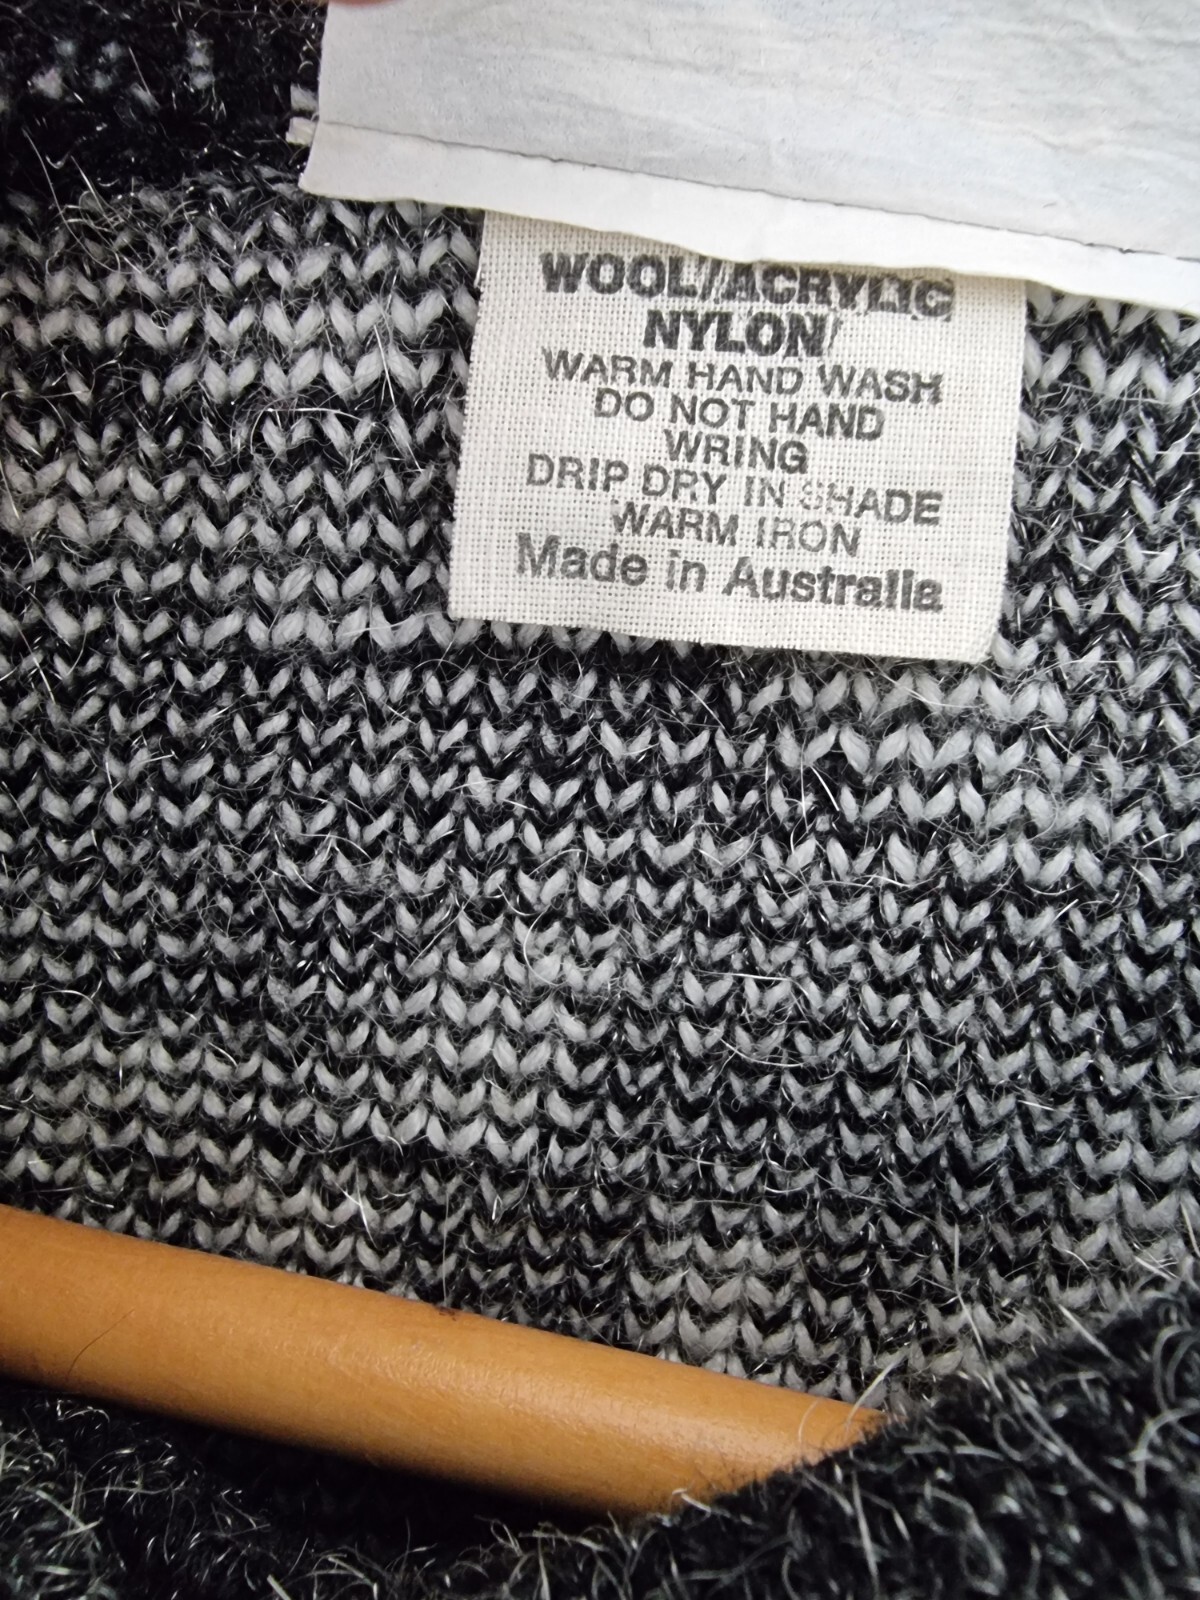 WOOL/ACRYLIC
NYLON/
WARM HAND WASH
DO NOT HAND
WRING
DRIP DRY IN SHADE
WARM IRON
Made in Australia